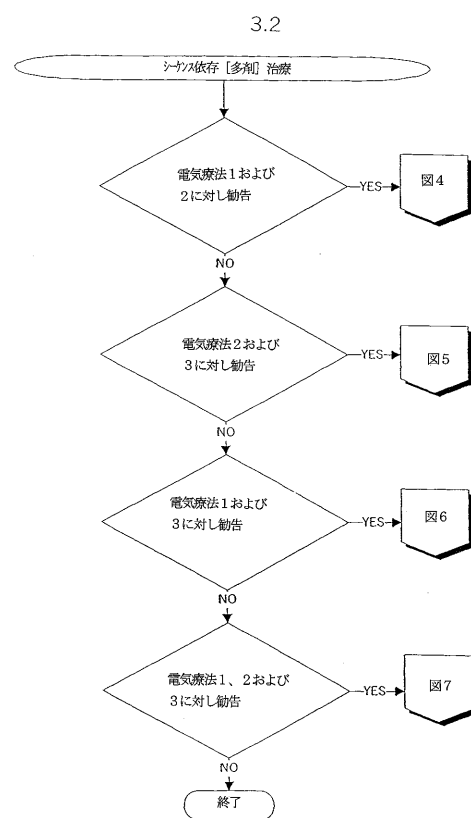 3.2
シーケンス依存［多剤］治療
電気療法１および
２に対し勧告
YES
図4
NO
電気療法２および
３に対し勧告
YES
図5
NO
電気療法１および
３に対し勧告
YES
図6
NO
電気療法１、２および
３に対し勧告
YES
図7
NO
終了